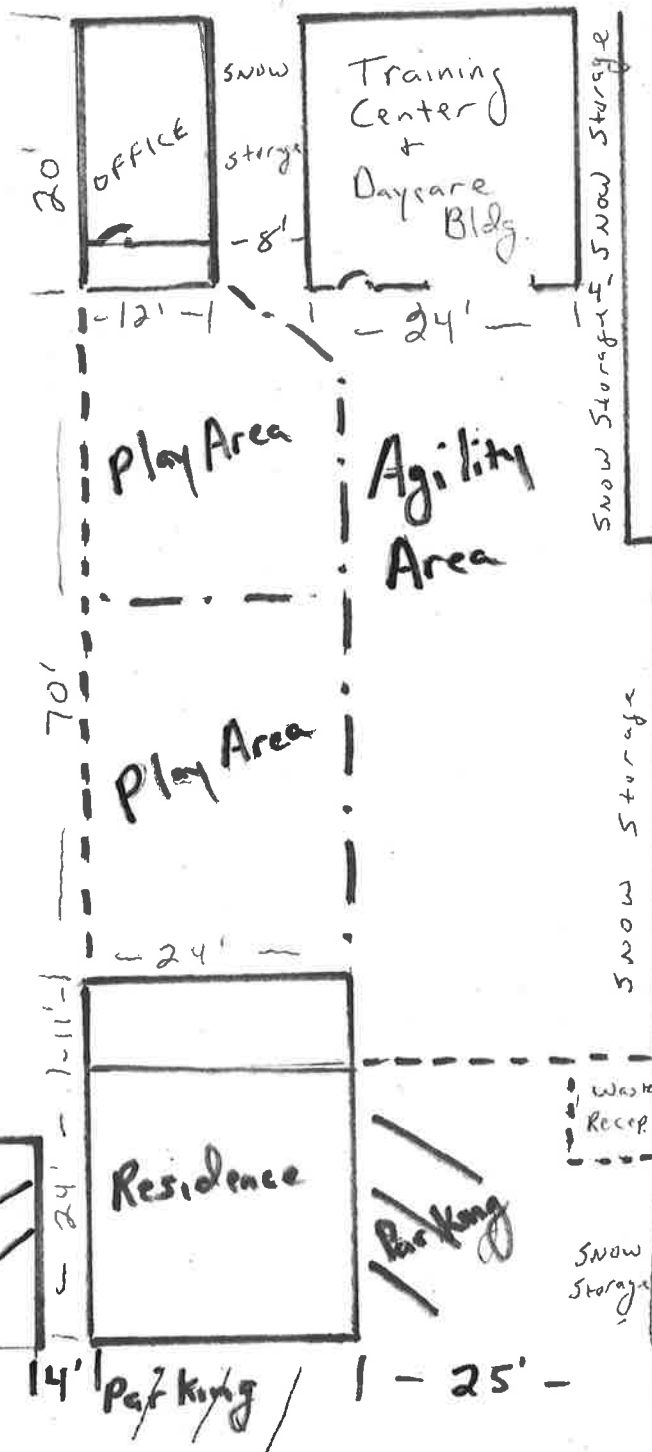 OFFICE
20'
SNOW
Storage
- 8' -
Training
Center
+
Daycare
Bldg.
SNOW Storage + SNOW Storage
- 12' -
- 24' -
Play Area
Agility
Area
70'
Play Area
SNOW Storage
- 24' -
- 11' -
Waste
Recep.
Residence
- 24' -
Parking
SNOW
Storage
14'
Parking
- 25' -